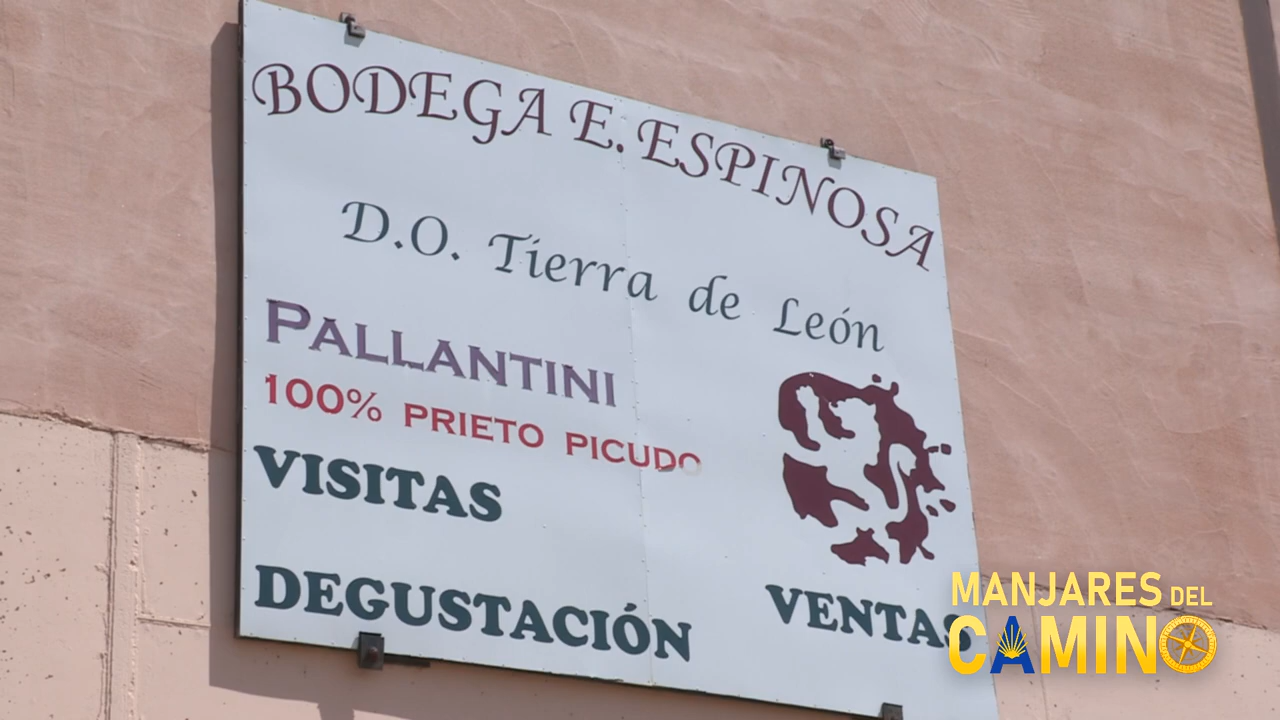 BODEGA E. ESPINOSA
D.O. Tierra de León
PALLANTINI
100% PRIETO PICUDO
VISITAS
DEGUSTACIÓN
VENTAS
MANJARES DEL
CAMINO